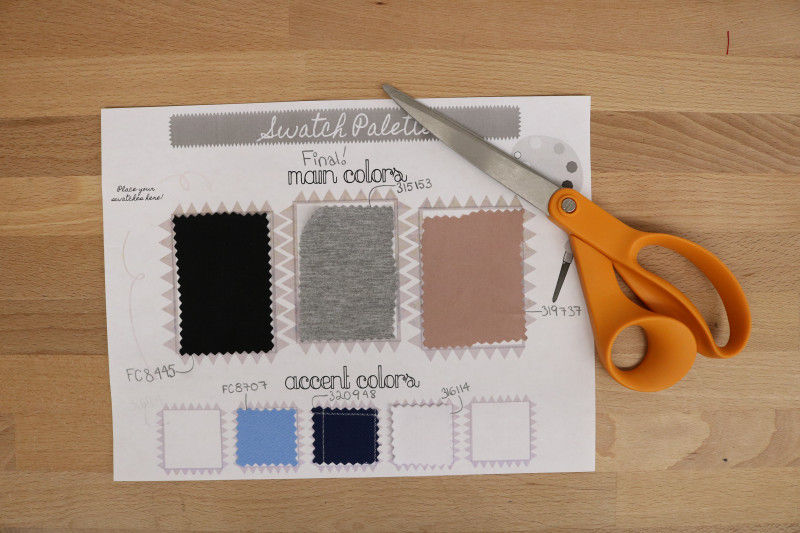 Swatch Palette
Final!
main colors
Place your
swatches here!
315153
319737
FC8445
accent colors
FC8707
320948
316114